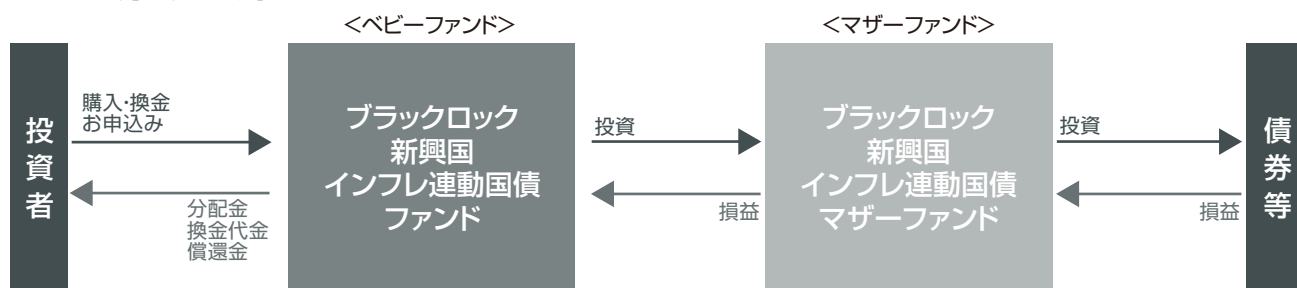 <ベビーファンド>
<マザーファンド>
投資者
購入・換金
お申込み
分配金
換金代金
償還金
ブラックロック
新興国
インフレ連動国債
ファンド
投資
損益
ブラックロック
新興国
インフレ連動国債
マザーファンド
投資
損益
債券等